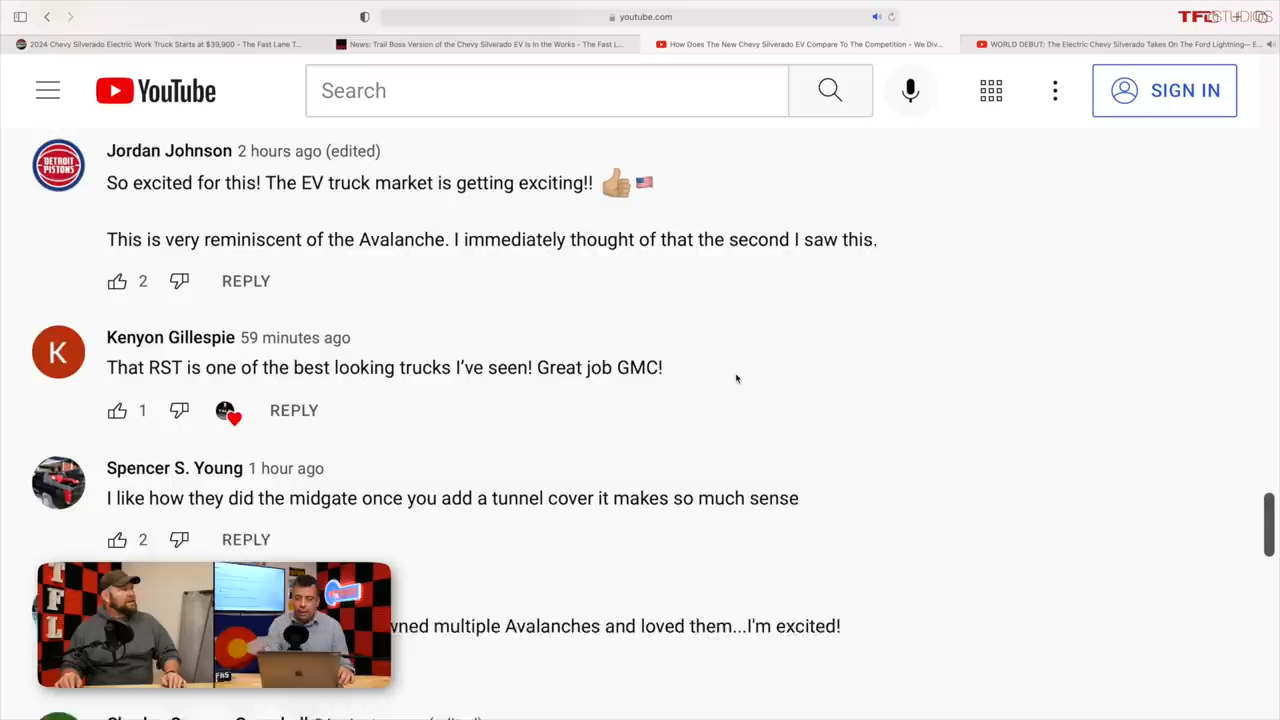 youtube.com
TFLSTUDIOS
2024 Chevy Silverado Electric Work Truck Starts at $39,900 - The Fast Lane T...
News: Trail Boss Version of the Chevy Silverado EV Is In the Works - The Fast L...
How Does The New Chevy Silverado EV Compare To The Competition - We Div...
WORLD DEBUT: The Electric Chevy Silverado Takes On The Ford Lightning— E...
YouTube
Search
SIGN IN
Jordan Johnson 2 hours ago (edited)
So excited for this! The EV truck market is getting exciting!! 👍🏼🇺🇸
This is very reminiscent of the Avalanche. I immediately thought of that the second I saw this.
2 REPLY
Kenyon Gillespie 59 minutes ago
That RST is one of the best looking trucks I’ve seen! Great job GMC!
1 REPLY
Spencer S. Young 1 hour ago
I like how they did the midgate once you add a tunnel cover it makes so much sense
2 REPLY
multiple Avalanches and loved them...I'm excited!
DETROIT
PISTONS
K
TFL